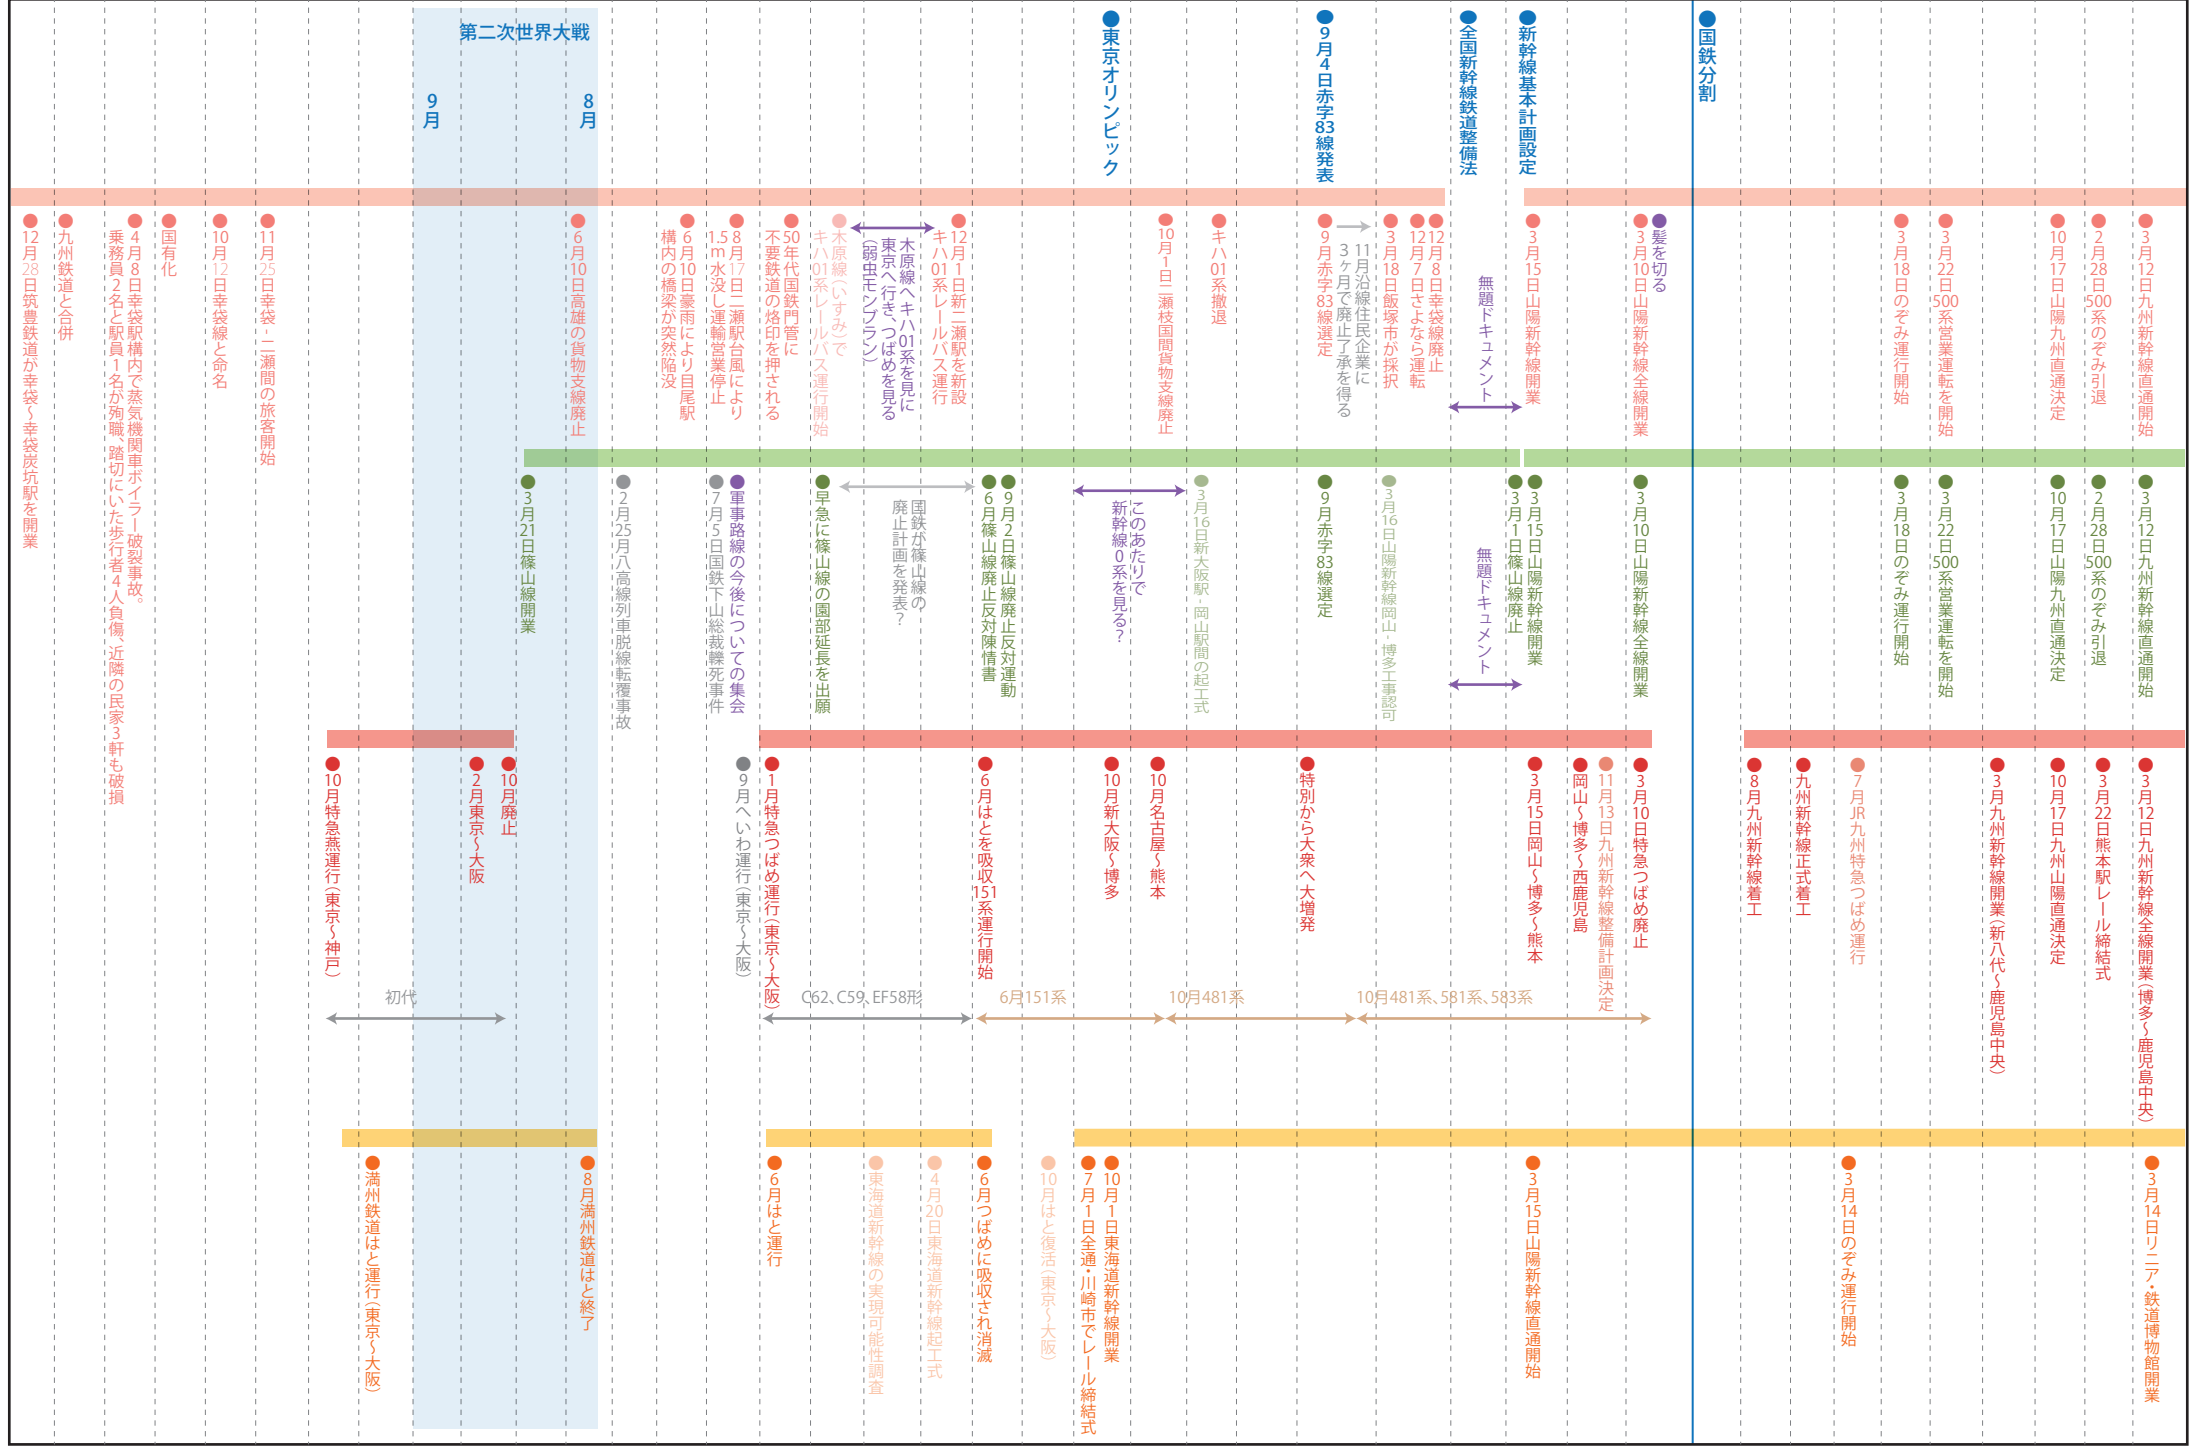 第二次世界大戦
9月
8月
東京オリンピック
9月4日赤字83線発表
全国新幹線鉄道整備法
新幹線基本計画設定
国鉄分割
12月28日筑豊鉄道が幸袋〜幸袋炭坑駅を開業
九州鉄道と合併
4月8日幸袋駅構内で蒸気機関車ボイラー破裂事故。
乗務員2名と駅員1名が殉職、踏切にいた歩行者4人負傷、近隣の民家3軒も破損
国有化
10月12日幸袋線と命名
11月25日幸袋-二瀬間の旅客開始
6月10日高雄の貨物支線廃止
6月10日豪雨により目尾駅
構内の橋梁が突然陥没
8月17日二瀬駅台風により
1.5m水没し運輸営業停止
50年代国鉄門管に
不要鉄道の烙印を押される
木原線(いすみ)で
キハ01系レールバス運行開始
木原線へキハ01系を見に
東京へ行き、つばめを見る
(弱虫モンブラン)
12月1日新二瀬駅を新設
キハ01系レールバス運行
10月1日二瀬枝国間貨物支線廃止
キハ01系撤退
9月赤字83線選定
11月沿線住民企業に
3ヶ月で廃止了承を得る
3月18日飯塚市が採択
12月7日さよなら運転
12月8日幸袋線廃止
無題ドキュメント
3月15日山陽新幹線開業
3月10日山陽新幹線全線開業
髪を切る
3月18日のぞみ運行開始
3月22日500系営業運転を開始
10月17日山陽九州直通決定
2月28日500系のぞみ引退
3月12日九州新幹線直通開始
3月21日篠山線開業
2月25月八高線列車脱線転覆事故
7月5日国鉄下山総裁轢死事件
軍事路線の今後についての集会
早急に篠山線の園部延長を出願
国鉄が篠山線の
廃止計画を発表?
6月篠山線廃止反対陳情書
9月2日篠山線廃止反対運動
このあたりで
新幹線0系を見る?
3月16日新大阪駅-岡山駅間の起工式
9月赤字83線選定
3月16日山陽新幹線岡山-博多工事認可
無題ドキュメント
3月1日篠山線廃止
3月15日山陽新幹線開業
3月10日山陽新幹線全線開業
3月18日のぞみ運行開始
3月22日500系営業運転を開始
10月17日山陽九州直通決定
2月28日500系のぞみ引退
3月12日九州新幹線直通開始
10月特急燕運行(東京〜神戸)
2月東京〜大阪
10月廃止
9月へいわ運行(東京〜大阪)
1月特急つばめ運行(東京〜大阪)
6月はとを吸収151系運行開始
10月新大阪〜博多
10月名古屋〜熊本
特別から大衆へ大増発
3月15日岡山〜博多〜熊本
岡山〜博多〜西鹿児島
11月13日九州新幹線整備計画決定
3月10日特急つばめ廃止
8月九州新幹線着工
九州新幹線正式着工
7月JR九州特急つばめ運行
3月九州新幹線開業(新八代〜鹿児島中央)
10月17日九州山陽直通決定
3月22日熊本駅レール締結式
3月12日九州新幹線全線開業(博多〜鹿児島中央)
初代
C62、C59、EF58形
6月151系
10月481系
10月481系、581系、583系
満州鉄道はと運行(東京〜大阪)
8月満州鉄道はと終了
6月はと運行
東海道新幹線の実現可能性調査
4月20日東海道新幹線起工式
6月つばめに吸収され消滅
10月はと復活(東京〜大阪)
7月1日全通・川崎市でレール締結式
10月1日東海道新幹線開業
3月15日山陽新幹線直通開始
3月14日のぞみ運行開始
3月14日リニア・鉄道博物館開業